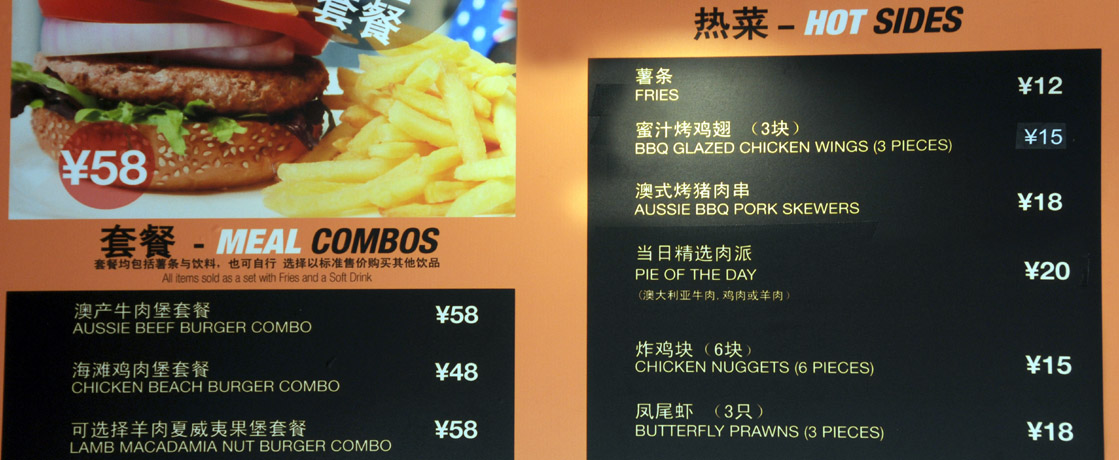 套餐
¥58
套餐 - MEAL COMBOS
套餐均包括薯条与饮料，也可自行 选择以标准售价购买其他饮品
All items sold as a set with Fries and a Soft Drink
澳产牛肉堡套餐
AUSSIE BEEF BURGER COMBO ¥58
海滩鸡肉堡套餐
CHICKEN BEACH BURGER COMBO ¥48
可选择羊肉夏威夷果堡套餐
LAMB MACADAMIA NUT BURGER COMBO ¥58
热菜 - HOT SIDES
薯条
FRIES ¥12
蜜汁烤鸡翅 （3块）
BBQ GLAZED CHICKEN WINGS (3 PIECES) ¥15
澳式烤猪肉串
AUSSIE BBQ PORK SKEWERS ¥18
当日精选肉派
PIE OF THE DAY ¥20
（澳大利亚牛肉, 鸡肉或羊肉）
炸鸡块（6块）
CHICKEN NUGGETS (6 PIECES) ¥15
凤尾虾 （3只）
BUTTERFLY PRAWNS (3 PIECES) ¥18